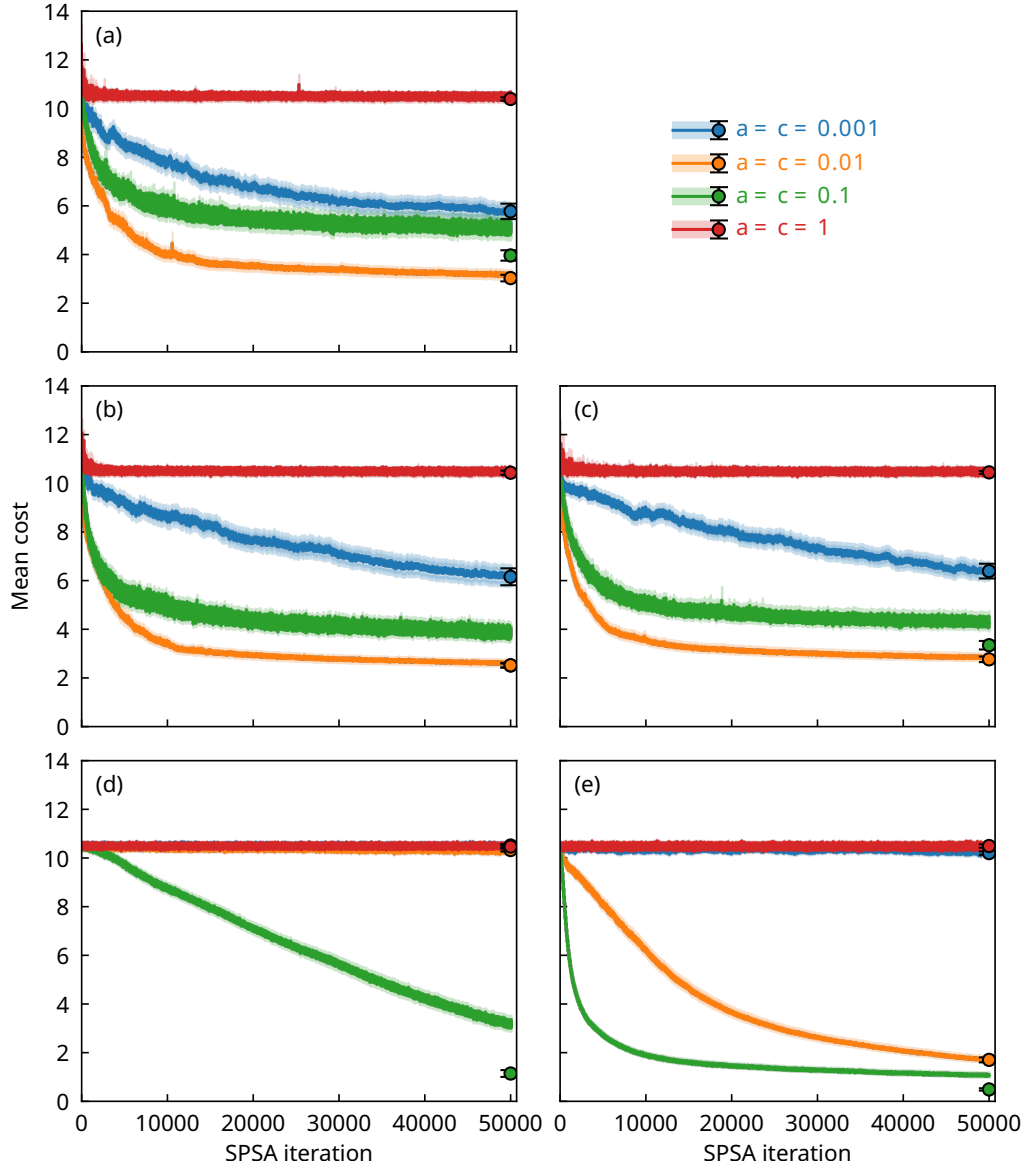 14
12
10
8
6
4
2
0
(a)
a = c = 0.001
a = c = 0.01
a = c = 0.1
a = c = 1
14
12
10
8
6
4
2
0
(b)
(c)
Mean cost
14
12
10
8
6
4
2
0
(d)
(e)
0 10000 20000 30000 40000 50000
0 10000 20000 30000 40000 50000
SPSA iteration
SPSA iteration